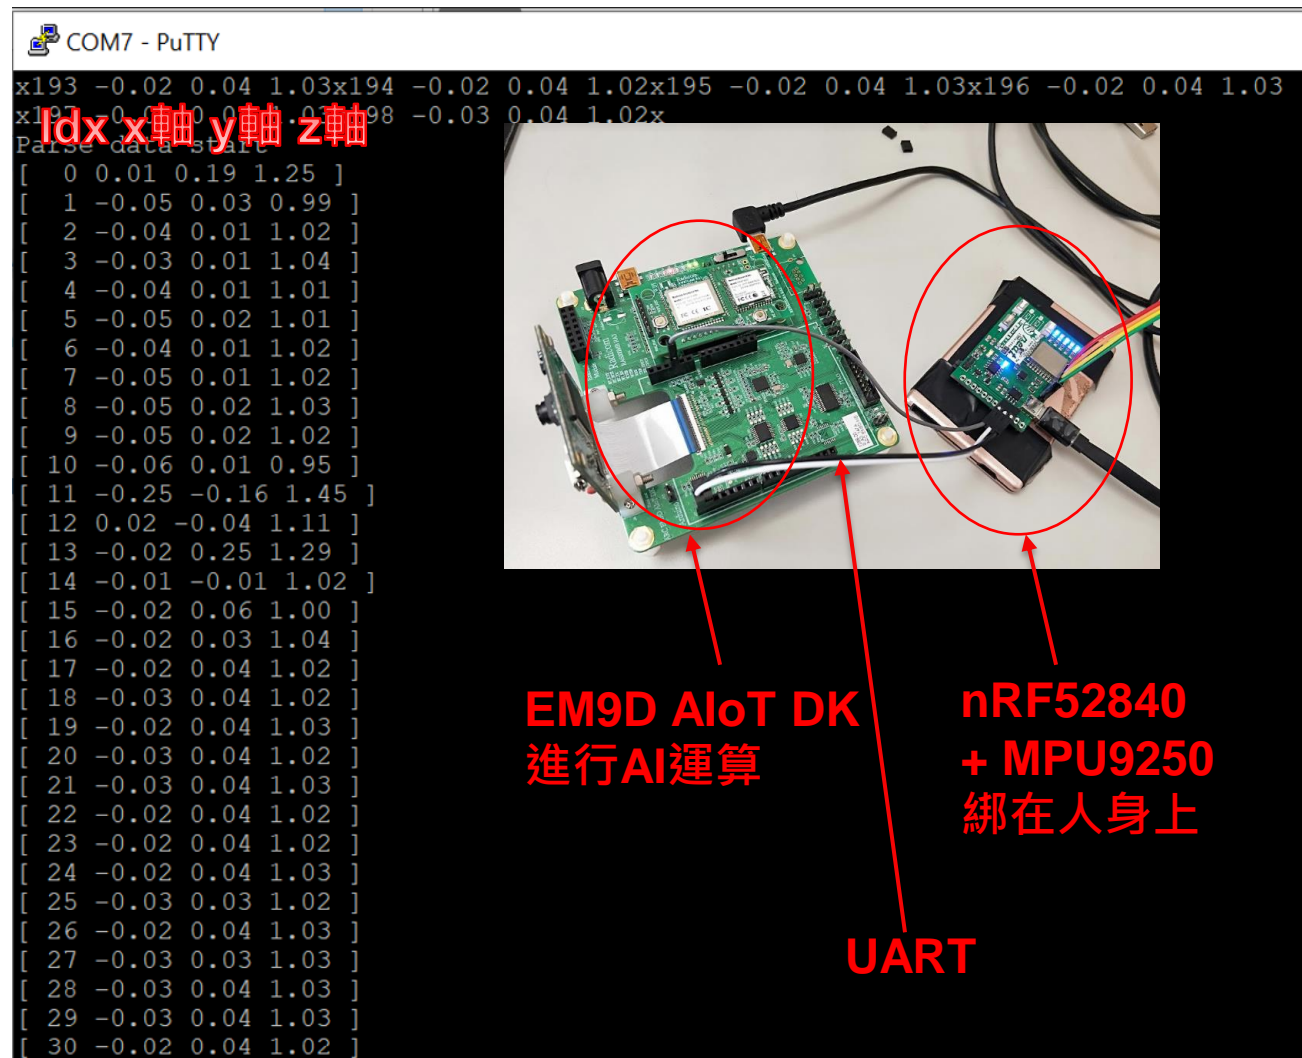 COM7 - PuTTY
x193 -0.02 0.04 1.03x194 -0.02 0.04 1.02x195 -0.02 0.04 1.03x196 -0.02 0.04 1.03
98 -0.03 0.04 1.02x
Idx x軸 y軸 z軸
Parse data start
[   0 0.01 0.19 1.25 ]
[   1 -0.05 0.03 0.99 ]
[   2 -0.04 0.01 1.02 ]
[   3 -0.03 0.01 1.04 ]
[   4 -0.04 0.01 1.01 ]
[   5 -0.05 0.02 1.01 ]
[   6 -0.04 0.01 1.03 ]
[   7 -0.05 0.01 1.02 ]
[   8 -0.05 0.02 1.03 ]
[   9 -0.05 0.02 1.02 ]
[  10 -0.06 0.01 0.95 ]
[  11 -0.25 -0.16 1.45 ]
[  12 0.02 -0.04 1.11 ]
[  13 -0.02 0.25 1.29 ]
[  14 -0.01 -0.01 1.02 ]
[  15 -0.02 0.06 1.00 ]
[  16 -0.02 0.03 1.04 ]
[  17 -0.02 0.04 1.02 ]
[  18 -0.03 0.04 1.02 ]
[  19 -0.02 0.04 1.03 ]
[  20 -0.03 0.04 1.02 ]
[  21 -0.03 0.04 1.03 ]
[  22 -0.02 0.04 1.02 ]
[  23 -0.02 0.04 1.02 ]
[  24 -0.02 0.04 1.03 ]
[  25 -0.03 0.03 1.02 ]
[  26 -0.02 0.04 1.03 ]
[  27 -0.03 0.03 1.03 ]
[  28 -0.03 0.04 1.03 ]
[  29 -0.03 0.04 1.03 ]
[  30 -0.02 0.04 1.02 ]
EM9D AIoT DK
進行AI運算
nRF52840
+ MPU9250
綁在人身上
UART